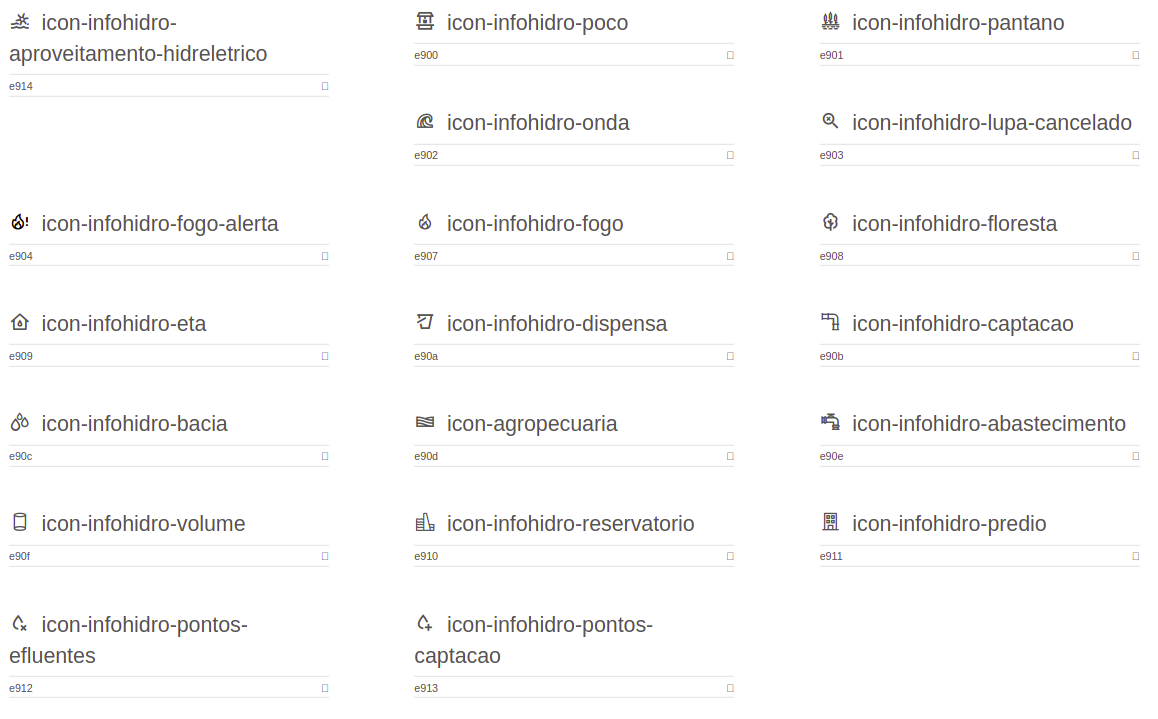 icon-infohidro-
aproveitamento-hidreletrico
e914
icon-infohidro-poco
e900
icon-infohidro-pantano
e901
icon-infohidro-onda
e902
icon-infohidro-lupa-cancelado
e903
icon-infohidro-fogo-alerta
e904
icon-infohidro-fogo
e907
icon-infohidro-floresta
e908
icon-infohidro-eta
e909
icon-infohidro-dispensa
e90a
icon-infohidro-captacao
e90b
icon-infohidro-bacia
e90c
icon-agropecuaria
e90d
icon-infohidro-abastecimento
e90e
icon-infohidro-volume
e90f
icon-infohidro-reservatorio
e910
icon-infohidro-predio
e911
icon-infohidro-pontos-
efluentes
e912
icon-infohidro-pontos-
captacao
e913